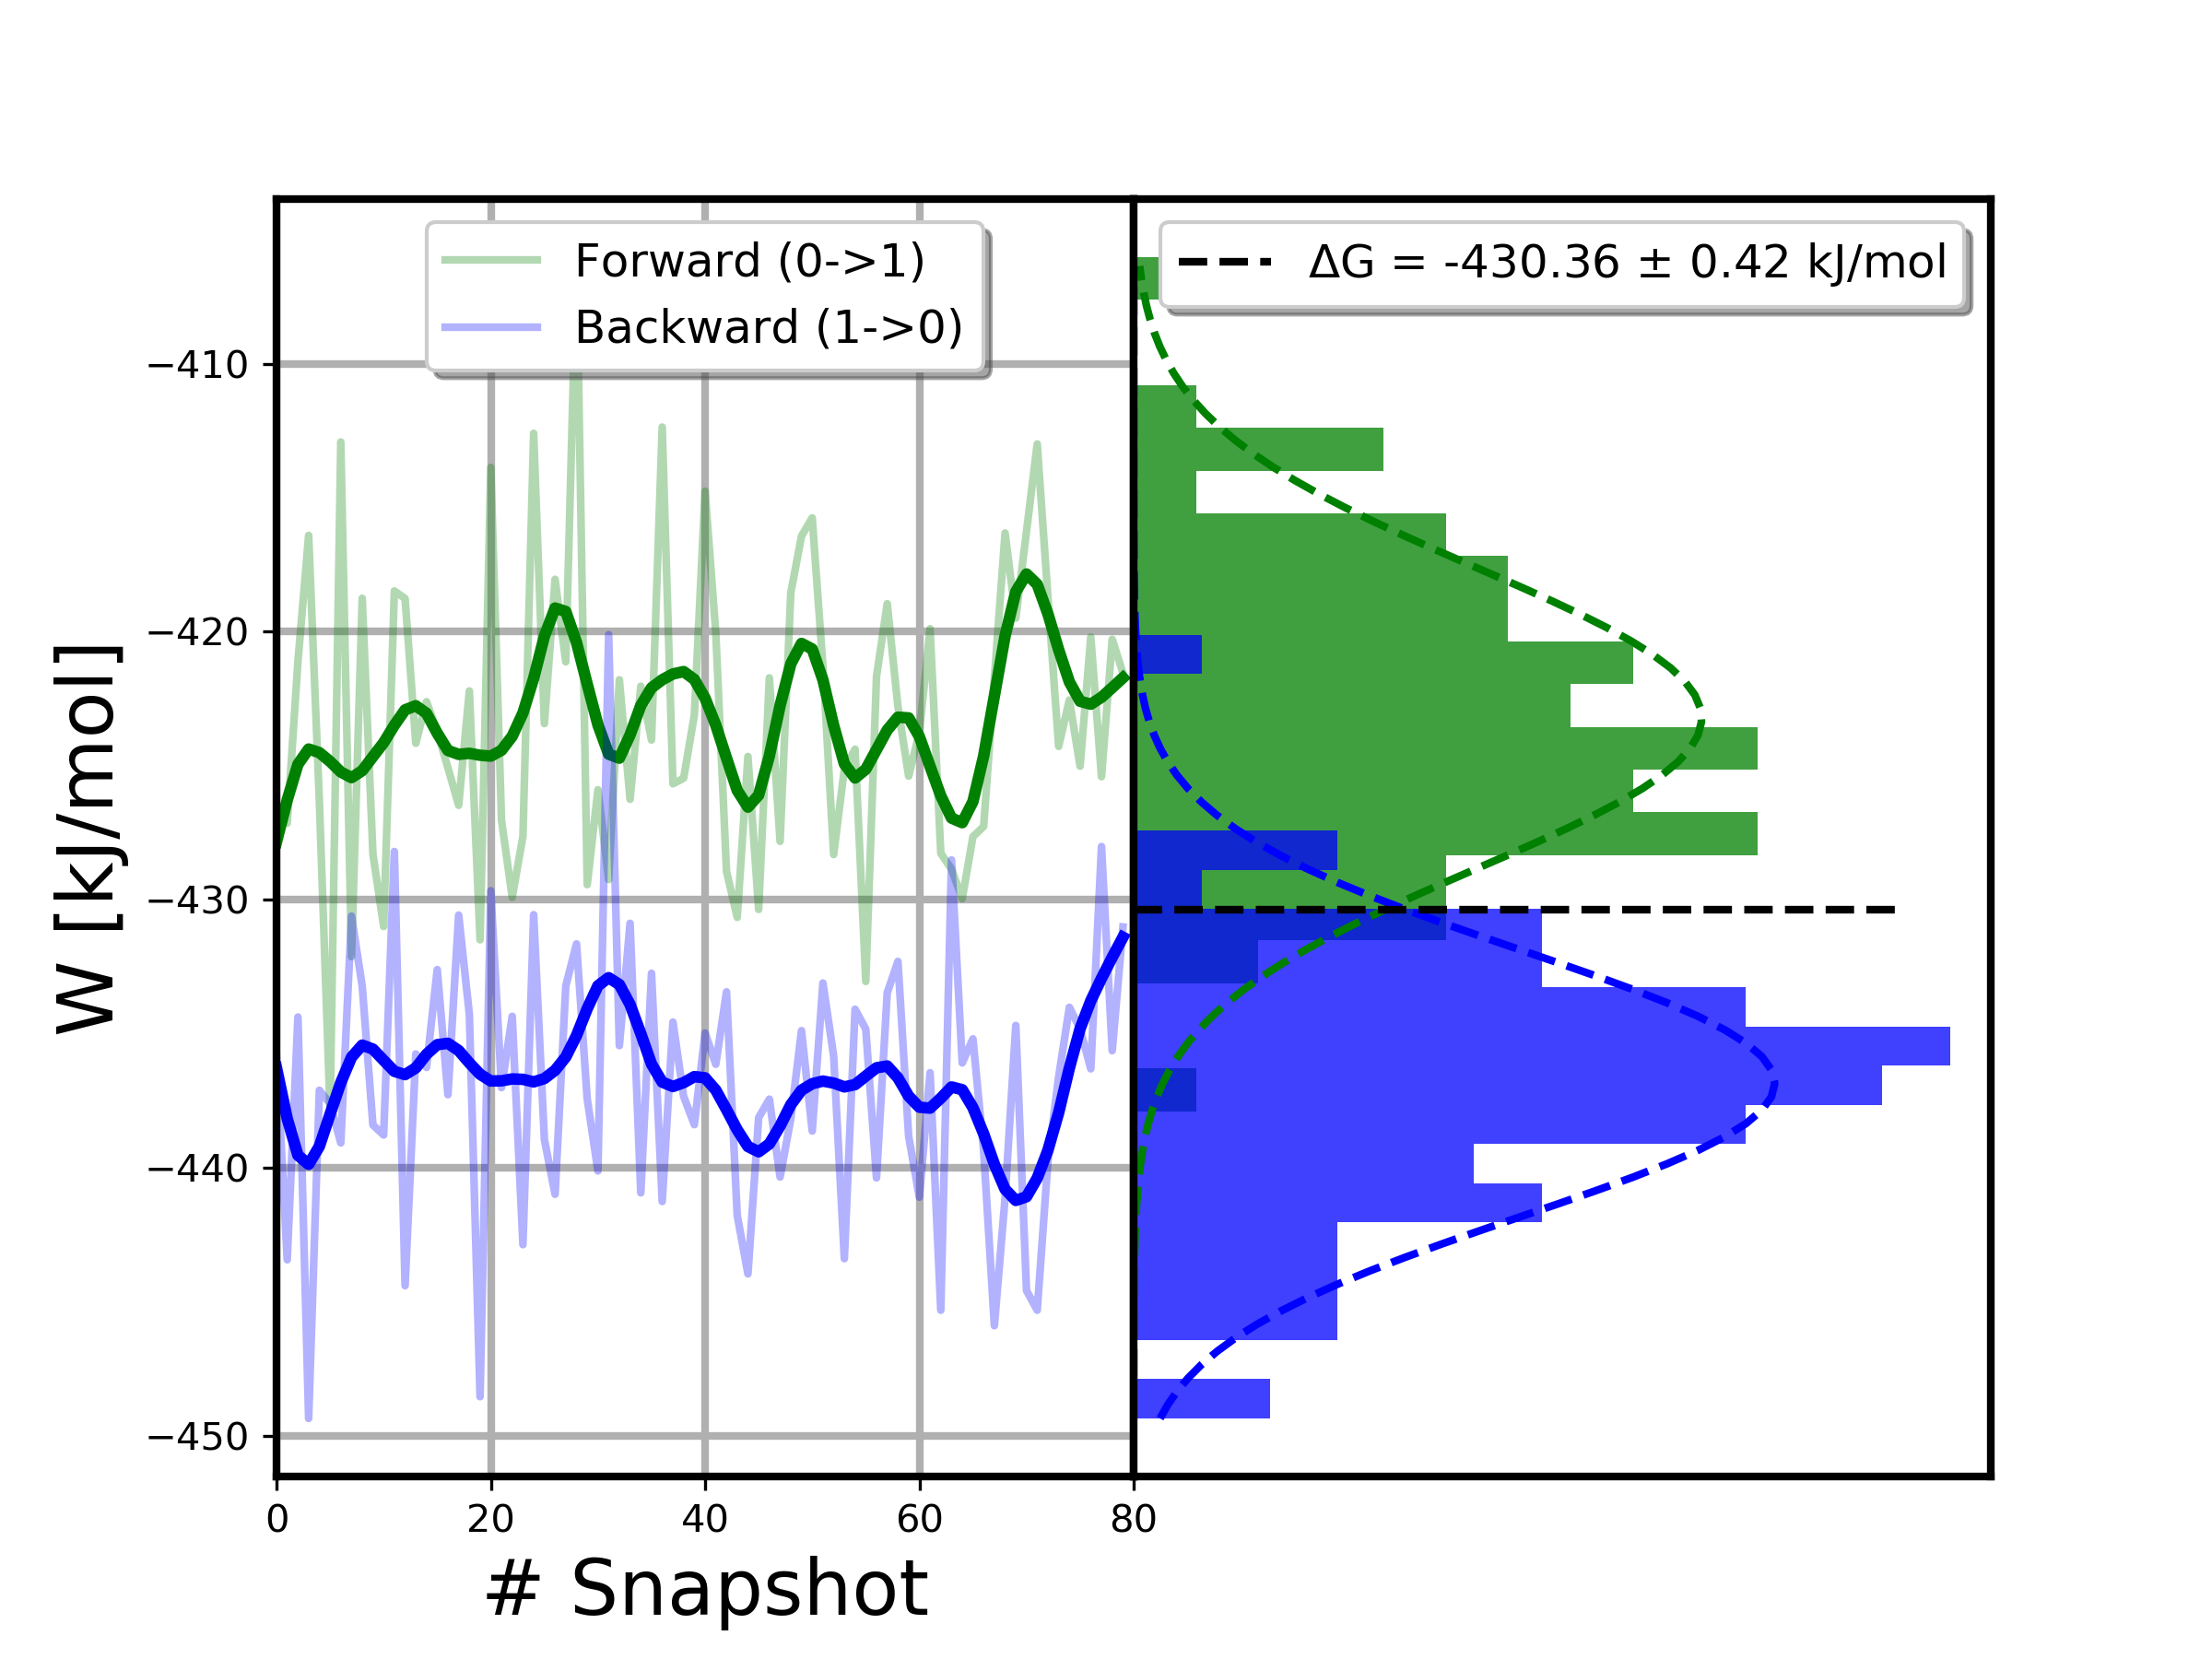 Forward (0->1)
Backward (1->0)
ΔG = -430.36 ± 0.42 kJ/mol
W [kJ/mol]
−410
−420
−430
−440
−450
0 20 40 60 80
# Snapshot